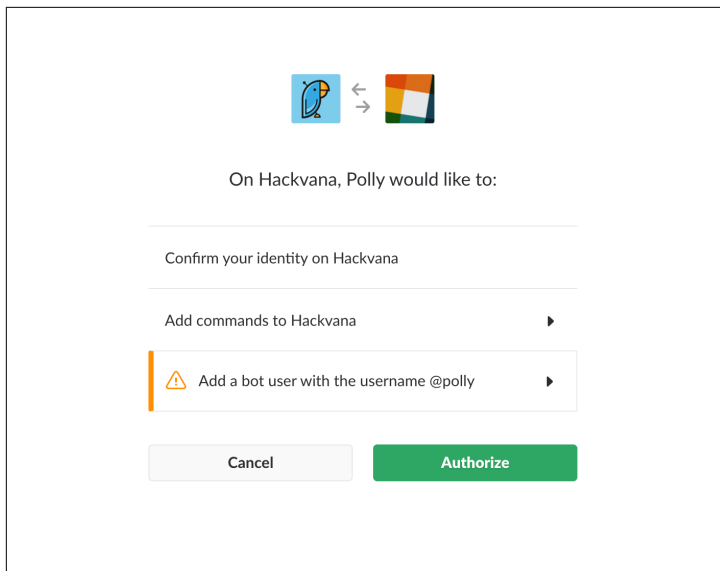 On Hackvana, Polly would like to:
Confirm your identity on Hackvana
Add commands to Hackvana
Add a bot user with the username @polly
Cancel
Authorize